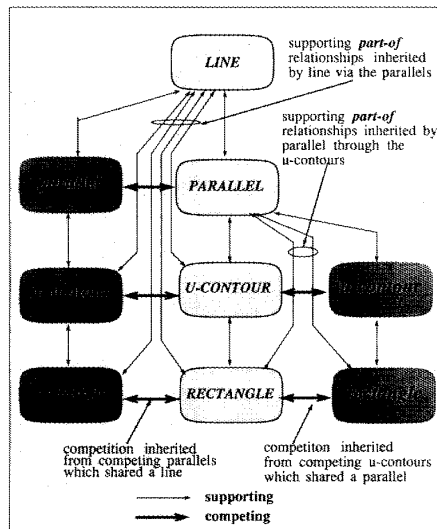 supporting part-of
relationships inherited
by line via the parallels
LINE
supporting part-of
relationships inherited by
parallel through the
u-contours
PARALLEL
U-CONTOUR
RECTANGLE
competition inherited
from competing parallels
which shared a line
competiton inherited
from competing u-contours
which shared a parallel
supporting
competing